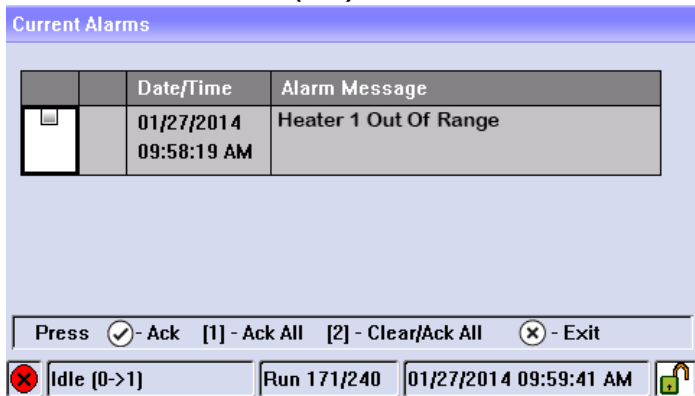 Current Alarms
Date/Time Alarm Message
01/27/2014 Heater 1 Out Of Range
09:58:19 AM
Press - Ack [1] - Ack All [2] - Clear/Ack All - Exit
Idle (0->1) Run 171/240 01/27/2014 09:59:41 AM